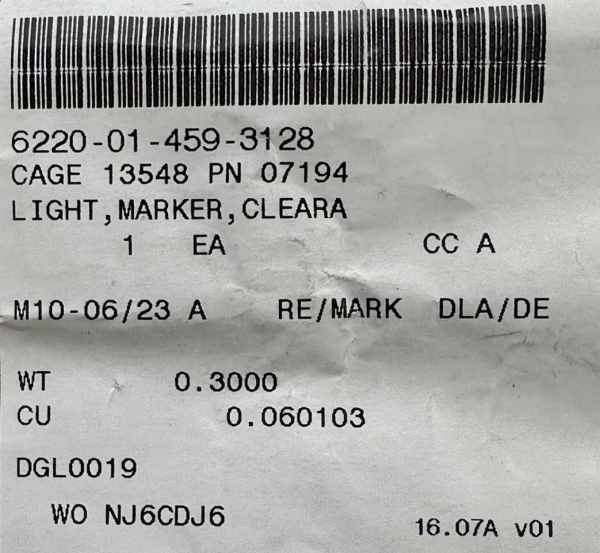 6220-01-459-3128
CAGE 13548 PN 07194
LIGHT,MARKER,CLEARA
1 EA CC A
M10-06/23 A RE/MARK DLA/DE
WT 0.3000
CU 0.060103
DGL0019
WO NJ6CDJ6
16.07A v01